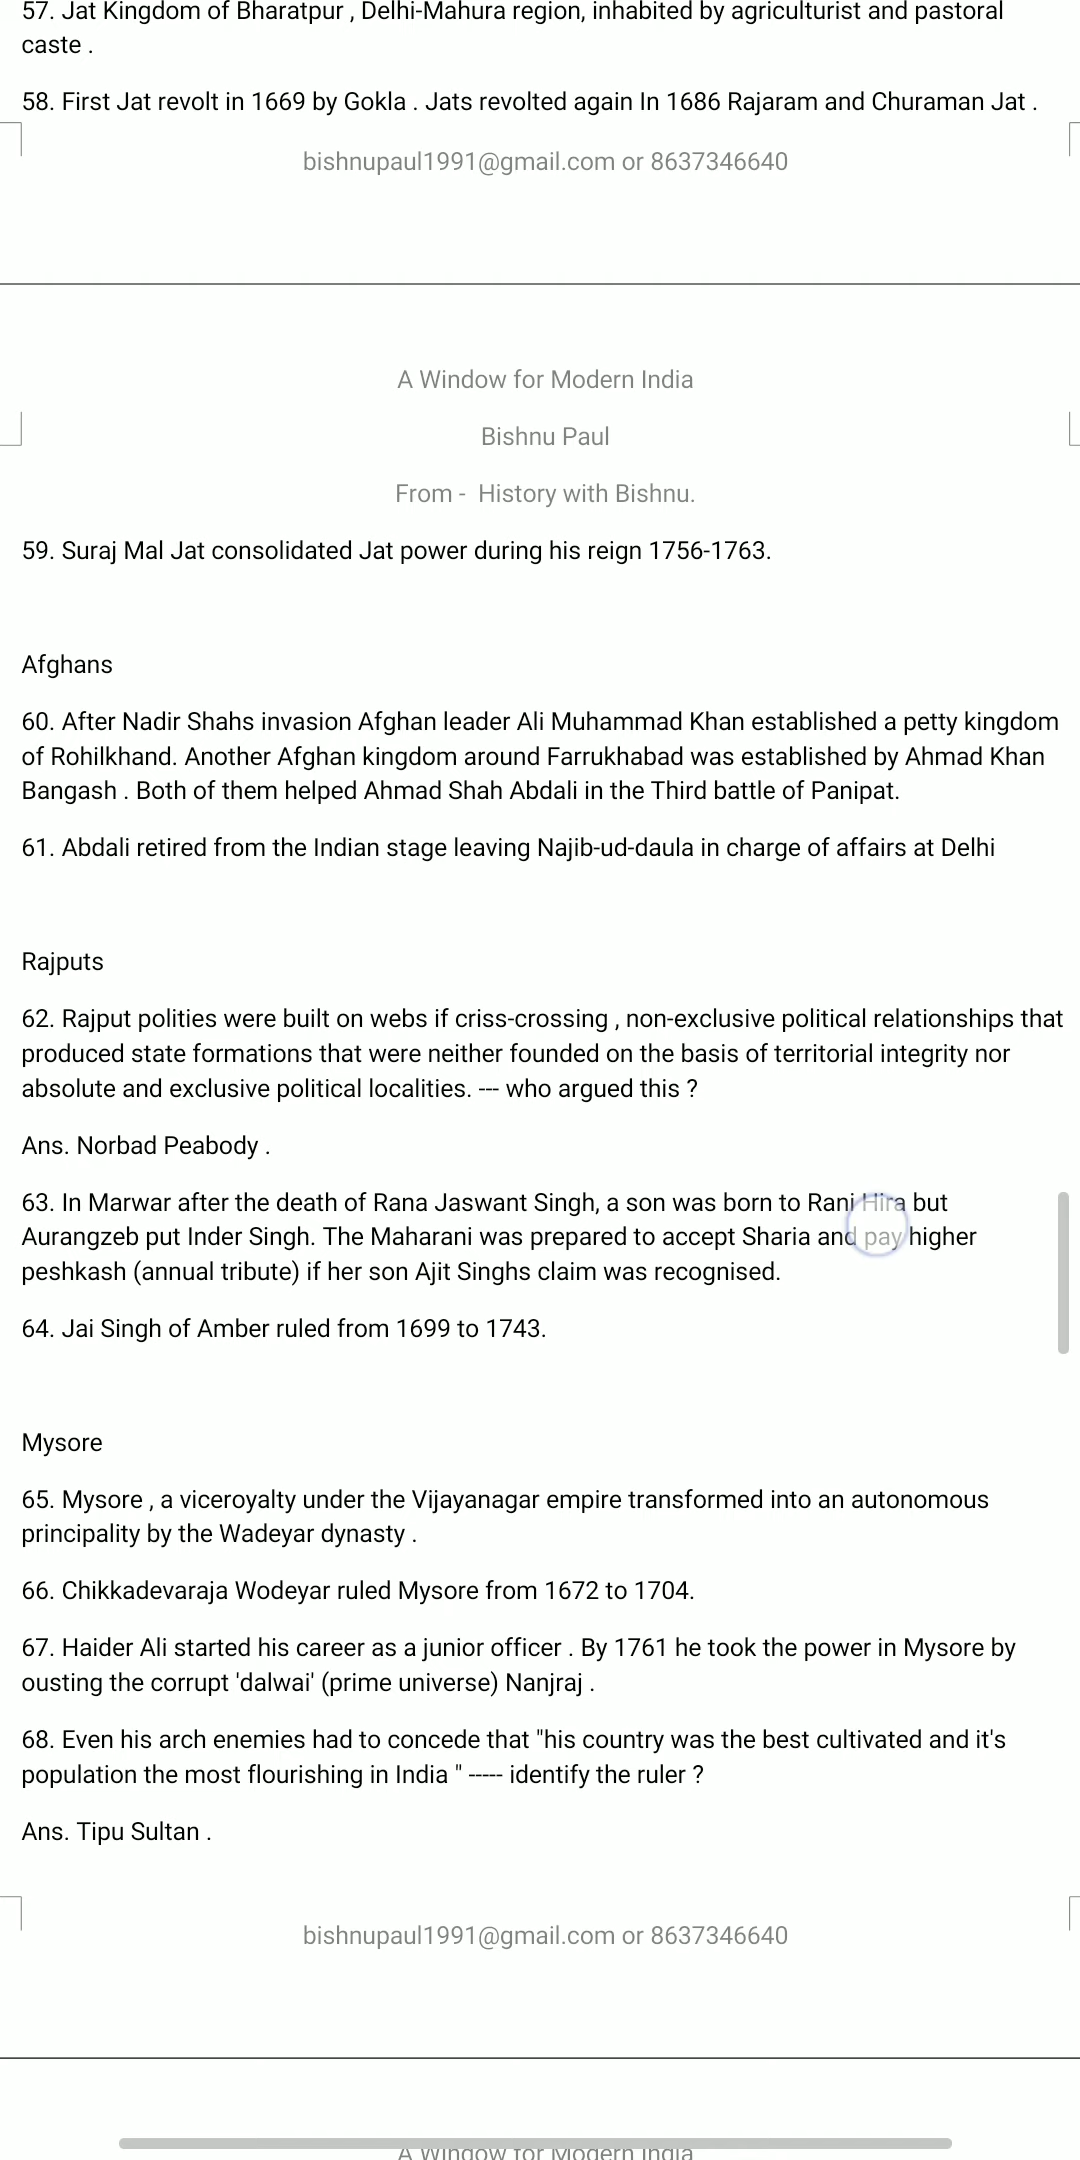 57. Jat Kingdom of Bharatpur , Delhi-Mahura region, inhabited by agriculturist and pastoral
caste .
58. First Jat revolt in 1669 by Gokla . Jats revolted again In 1686 Rajaram and Churaman Jat .
bishnupaul1991@gmail.com or 8637346640
A Window for Modern India
Bishnu Paul
From -  History with Bishnu.
59. Suraj Mal Jat consolidated Jat power during his reign 1756-1763.
Afghans
60. After Nadir Shahs invasion Afghan leader Ali Muhammad Khan established a petty kingdom
of Rohilkhand. Another Afghan kingdom around Farrukhabad was established by Ahmad Khan
Bangash . Both of them helped Ahmad Shah Abdali in the Third battle of Panipat.
61. Abdali retired from the Indian stage leaving Najib-ud-daula in charge of affairs at Delhi
Rajputs
62. Rajput polities were built on webs if criss-crossing , non-exclusive political relationships that
produced state formations that were neither founded on the basis of territorial integrity nor
absolute and exclusive political localities. --- who argued this ?
Ans. Norbad Peabody .
63. In Marwar after the death of Rana Jaswant Singh, a son was born to Rani Hira but
Aurangzeb put Inder Singh. The Maharani was prepared to accept Sharia and pay higher
peshkash (annual tribute) if her son Ajit Singhs claim was recognised.
64. Jai Singh of Amber ruled from 1699 to 1743.
Mysore
65. Mysore , a viceroyalty under the Vijayanagar empire transformed into an autonomous
principality by the Wadeyar dynasty .
66. Chikkadevaraja Wodeyar ruled Mysore from 1672 to 1704.
67. Haider Ali started his career as a junior officer . By 1761 he took the power in Mysore by
ousting the corrupt 'dalwai' (prime universe) Nanjraj .
68. Even his arch enemies had to concede that "his country was the best cultivated and it's
population the most flourishing in India " ----- identify the ruler ?
Ans. Tipu Sultan .
bishnupaul1991@gmail.com or 8637346640
A Window for Modern India